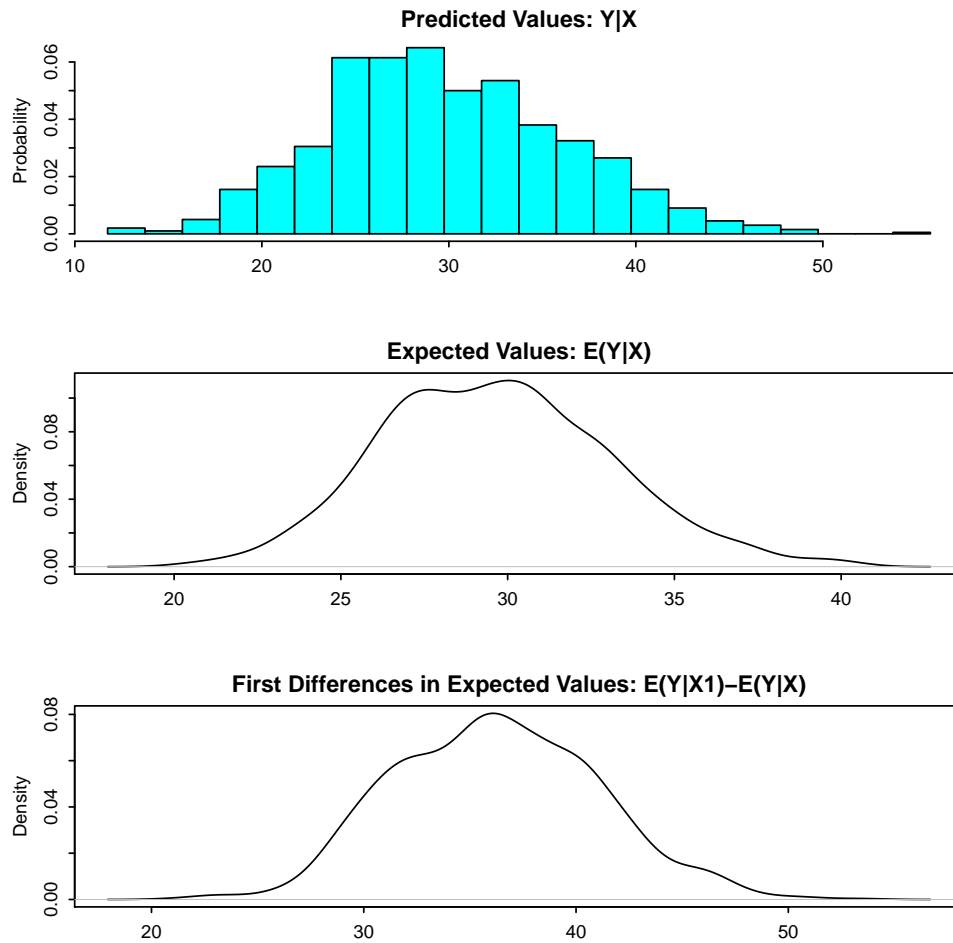 Predicted Values: Y|X
Probability
0.00 0.02 0.04 0.06
10 20 30 40 50
Expected Values: E(Y|X)
Density
0.00 0.04 0.08
20 25 30 35 40
First Differences in Expected Values: E(Y|X1)−E(Y|X)
Density
0.00 0.04 0.08
20 30 40 50